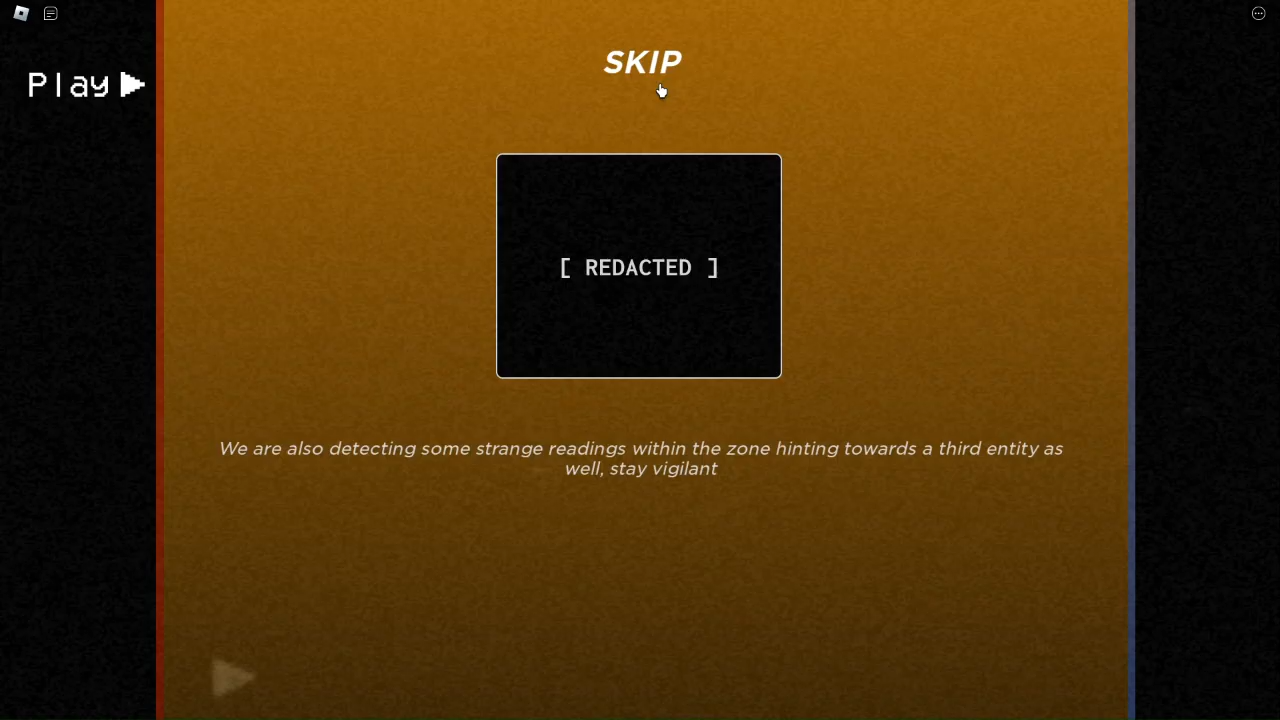 Play
SKIP
[ REDACTED ]
We are also detecting some strange readings within the zone hinting towards a third entity as
well, stay vigilant